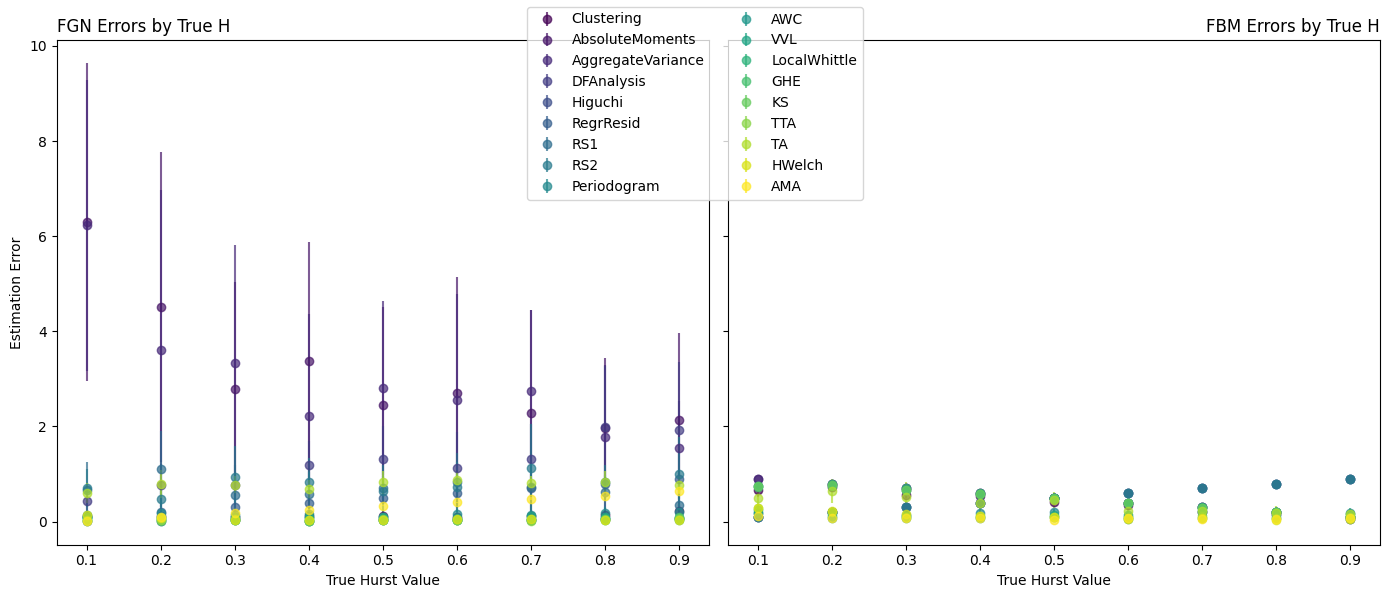 FGN Errors by True H
FBM Errors by True H
Clustering
AbsoluteMoments
AggregateVariance
DFAnalysis
Higuchi
RegrResid
RS1
RS2
Periodogram
AWC
VVL
LocalWhittle
GHE
KS
TTA
TA
HWelch
AMA
Estimation Error
10
8
6
4
2
0
0.1 0.2 0.3 0.4 0.5 0.6 0.7 0.8 0.9
True Hurst Value
0.1 0.2 0.3 0.4 0.5 0.6 0.7 0.8 0.9
True Hurst Value